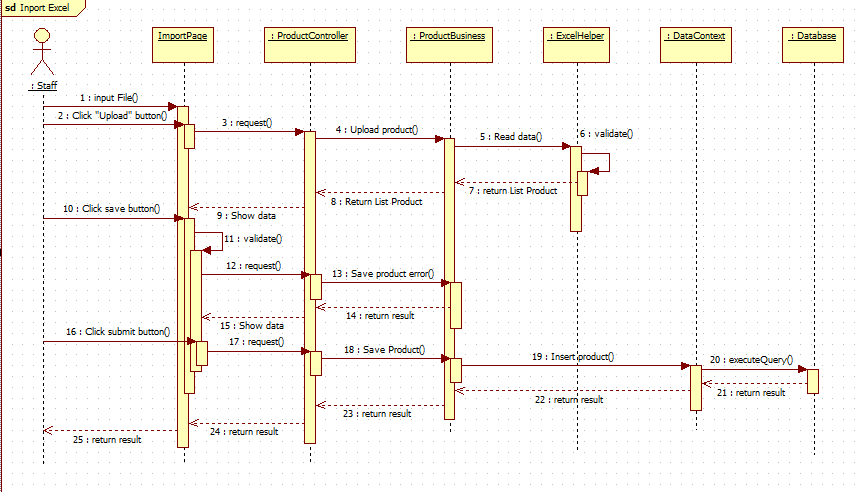 sd Import Excel
ImportPage
: ProductController
: ProductBusiness
: ExcelHelper
: DataContext
: Database
: Staff
1 : input File()
2 : Click "Upload" button()
3 : request()
4 : Upload product()
5 : Read data()
6 : validate()
7 : return List Product
8 : Return List Product
9 : Show data
10 : Click save button()
11 : validate()
12 : request()
13 : Save product error()
14 : return result
15 : Show data
16 : Click submit button()
17 : request()
18 : Save Product()
19 : Insert product()
20 : executeQuery()
21 : return result
22 : return result
23 : return result
24 : return result
25 : return result